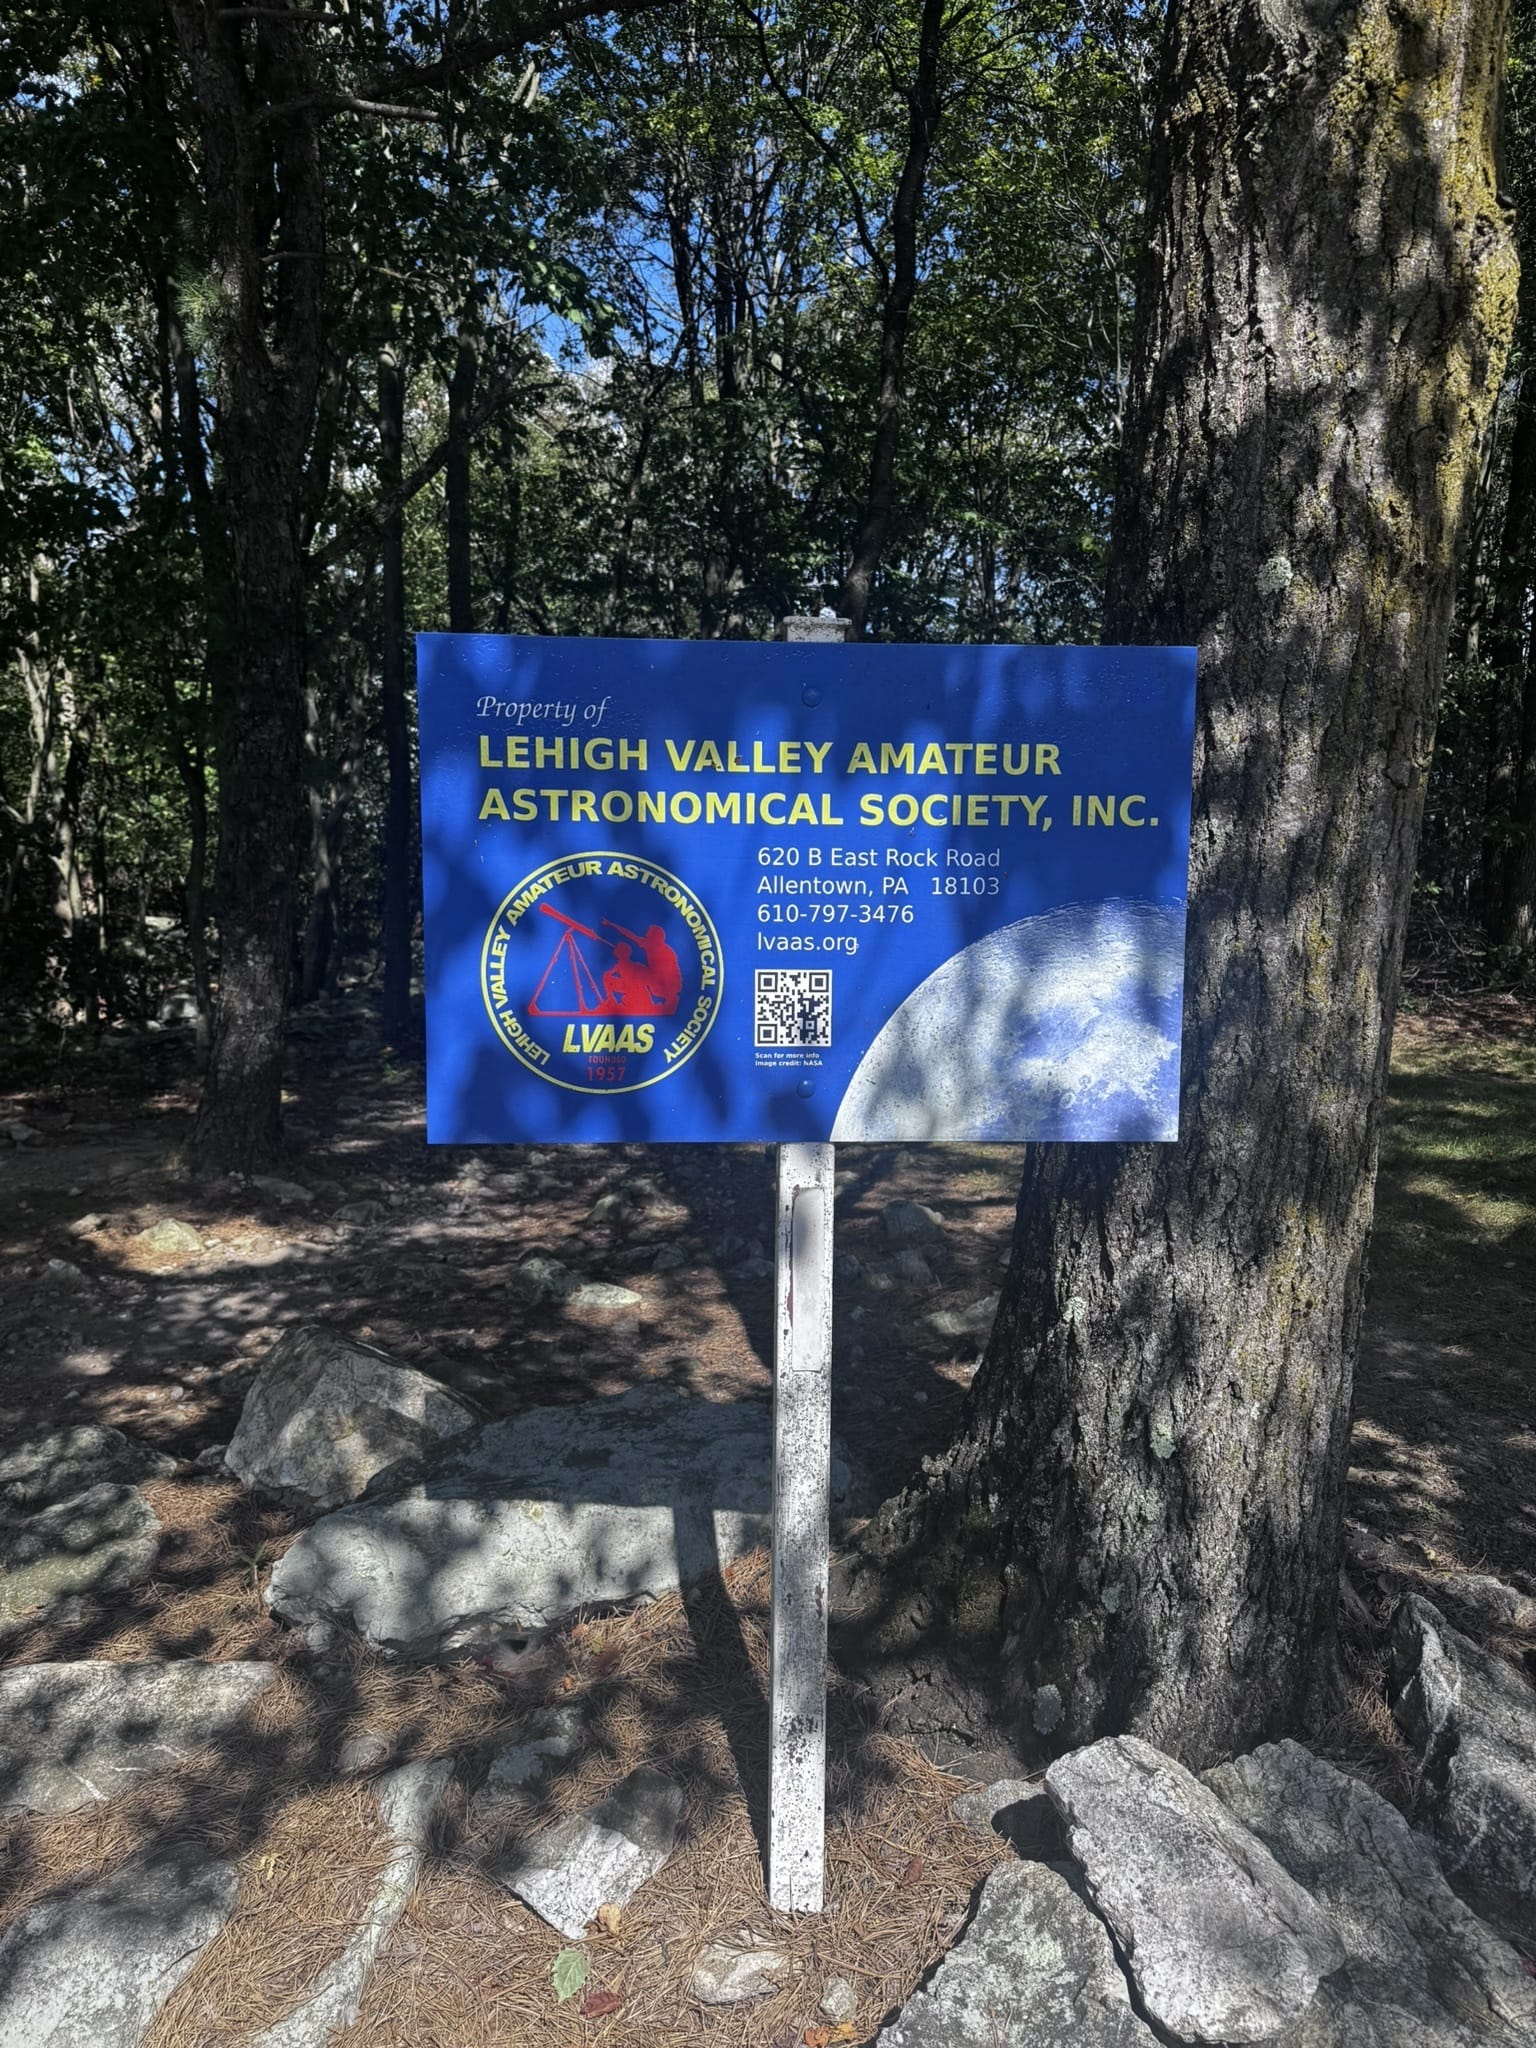 Property of
LEHIGH VALLEY AMATEUR
ASTRONOMICAL SOCIETY, INC.
620 B East Rock Road
Allentown, PA 18103
610-797-3476
lvaas.org
LEHIGH VALLEY AMATEUR ASTRONOMICAL SOCIETY
LVAAS
FOUNDED
1957
Scan for more info
Image credit: NASA